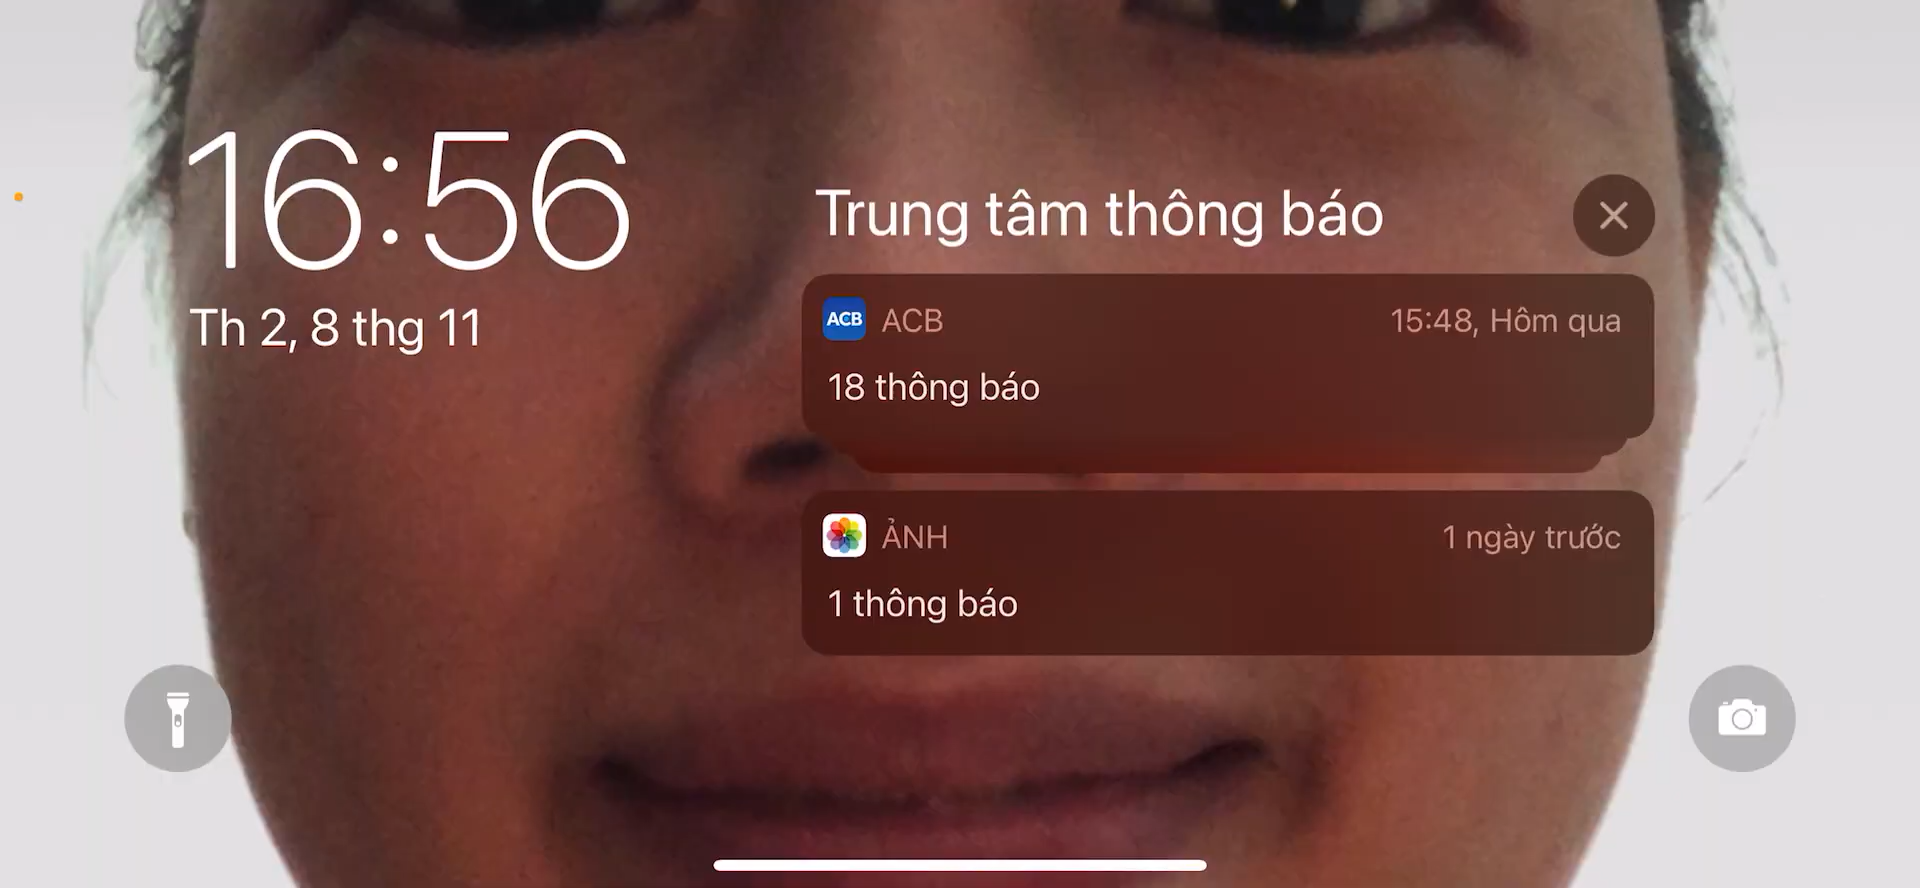 16:56
Th 2, 8 thg 11
Trung tâm thông báo
ACB ACB 15:48, Hôm qua
18 thông báo
ẢNH 1 ngày trước
1 thông báo